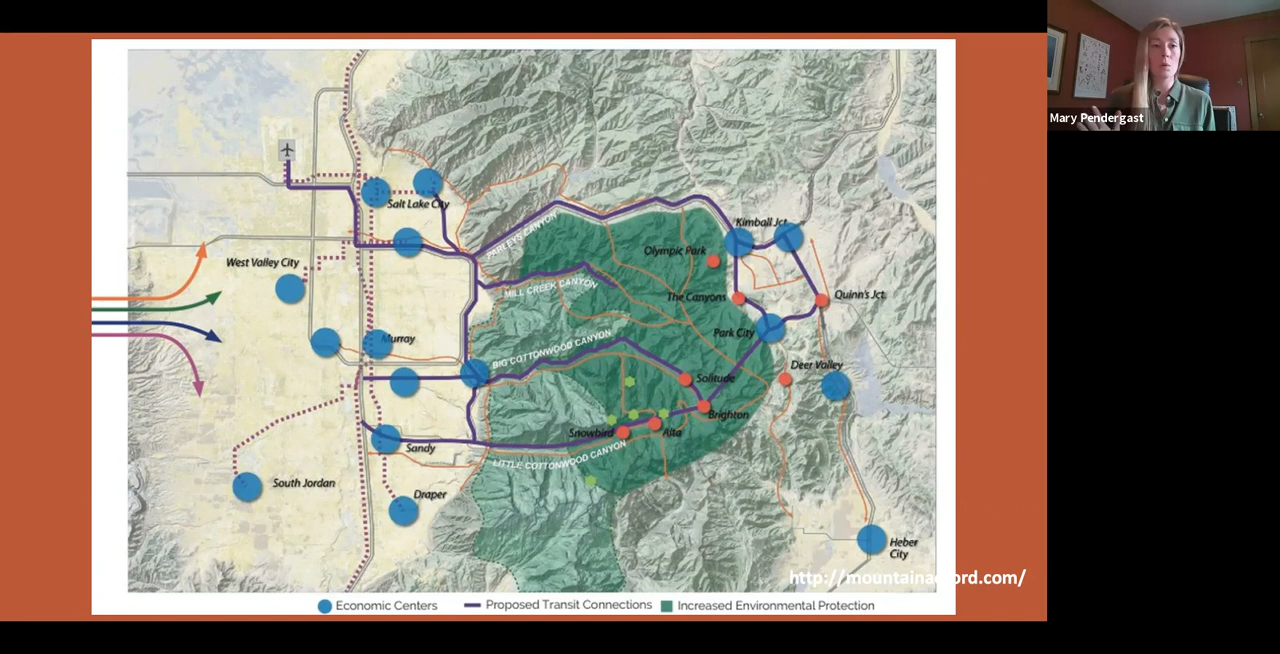 Mary Pendergast
Salt Lake City
PARLEYS CANYON
Kimball Jct.
Olympic Park
West Valley City
MILL CREEK CANYON
The Canyons
Quinn's Jct.
Park City
Murray
BIG COTTONWOOD CANYON
Deer Valley
Solitude
Brighton
Snowbird
Alta
Sandy
LITTLE COTTONWOOD CANYON
South Jordan
Draper
Heber
City
http://mountainaccord.com/
Economic Centers
Proposed Transit Connections
Increased Environmental Protection